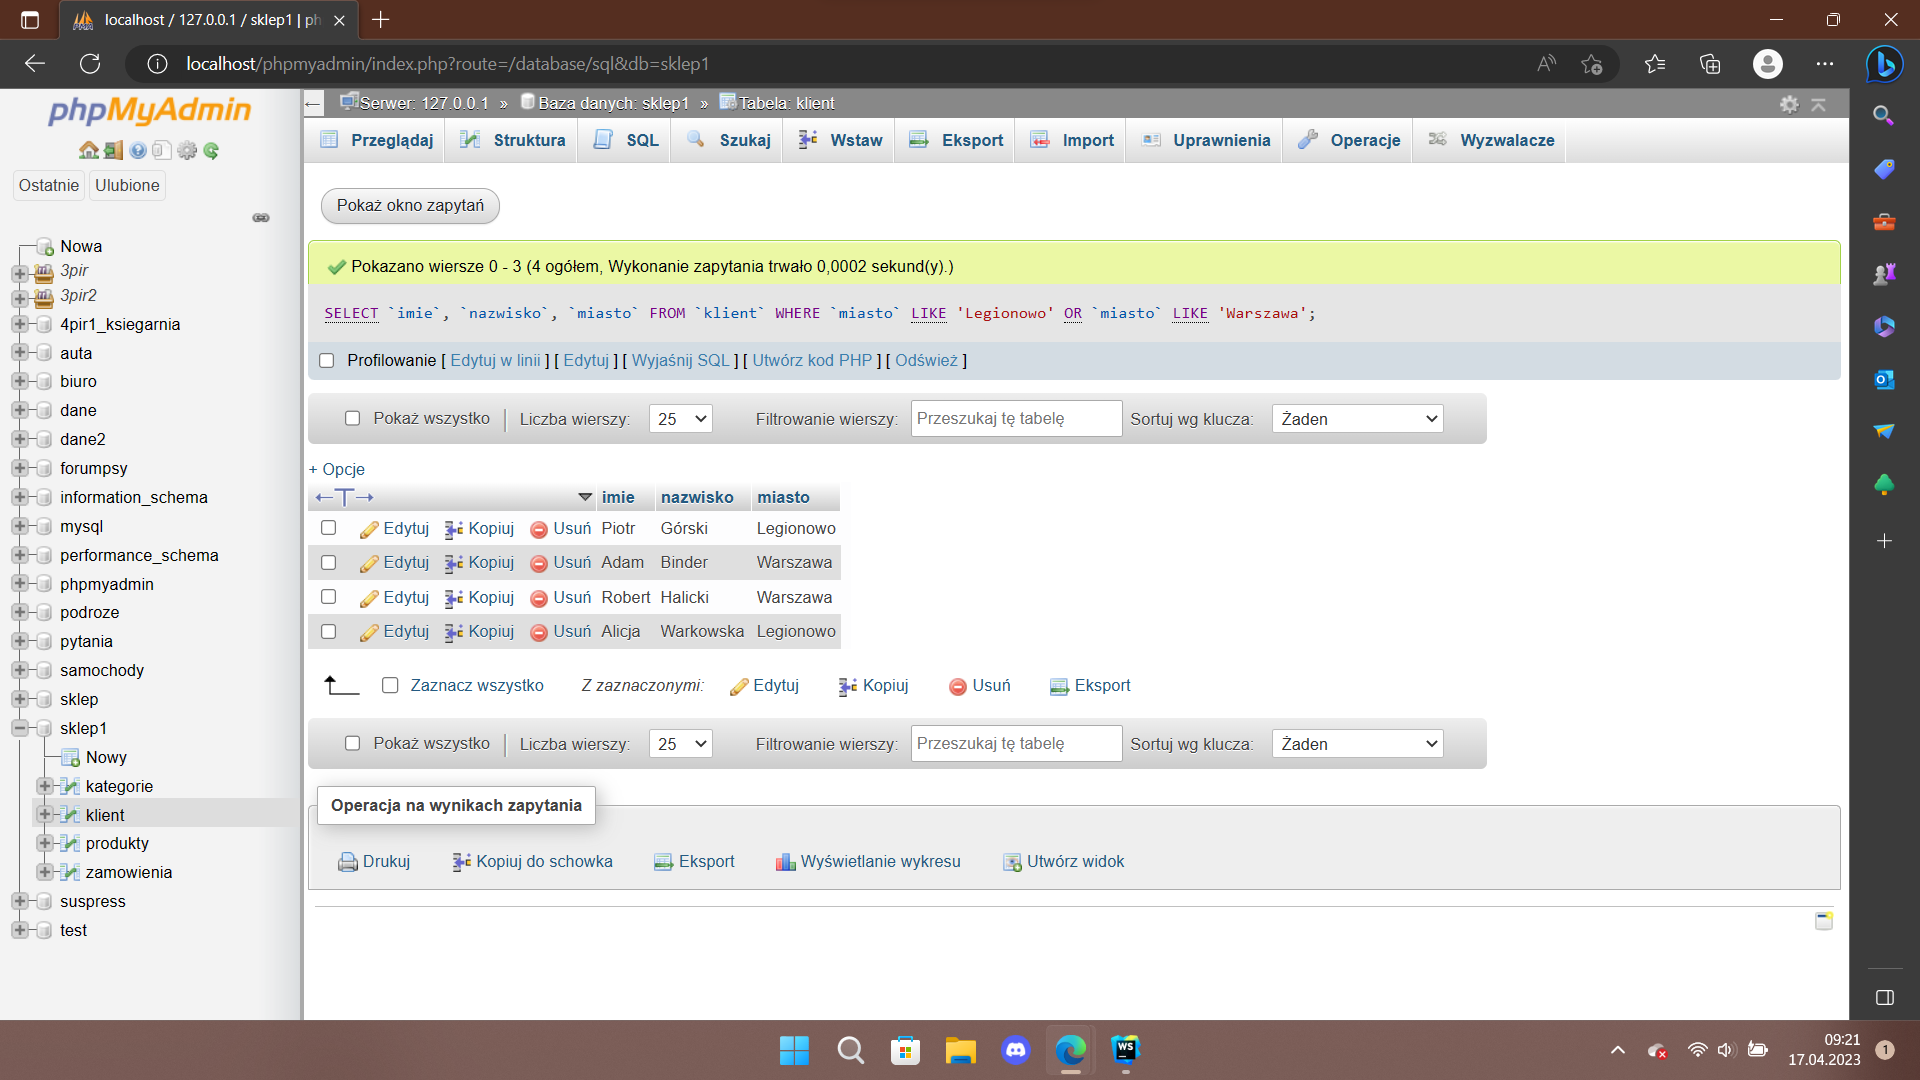 localhost / 127.0.0.1 / sklep1 | ph
localhost/phpmyadmin/index.php?route=/database/sql&db=sklep1
phpMyAdmin
Ostatnie Ulubione
Nowa
3pir
3pir2
4pir1_ksiegarnia
auta
biuro
dane
dane2
forumpsy
information_schema
mysql
performance_schema
phpmyadmin
podroze
pytania
samochody
sklep
sklep1
Nowy
kategorie
klient
produkty
zamowienia
suspress
test
Serwer: 127.0.0.1 » Baza danych: sklep1 » Tabela: klient
Przeglądaj Struktura SQL Szukaj Wstaw Eksport Import Uprawnienia Operacje Wyzwalacze
Pokaż okno zapytań
Pokazano wiersze 0 - 3 (4 ogółem, Wykonanie zapytania trwało 0,0002 sekund(y).)
SELECT `imie`, `nazwisko`, `miasto` FROM `klient` WHERE `miasto` LIKE 'Legionowo' OR `miasto` LIKE 'Warszawa';
Profilowanie [ Edytuj w linii ] [ Edytuj ] [ Wyjaśnij SQL ] [ Utwórz kod PHP ] [ Odśwież ]
Pokaż wszystko Liczba wierszy: 25 Filtrowanie wierszy: Przeszukaj tę tabelę Sortuj wg klucza: Żaden
+ Opcje
←T→ imie nazwisko miasto
Edytuj Kopiuj Usuń Piotr Górski Legionowo
Edytuj Kopiuj Usuń Adam Binder Warszawa
Edytuj Kopiuj Usuń Robert Halicki Warszawa
Edytuj Kopiuj Usuń Alicja Warkowska Legionowo
Zaznacz wszystko Z zaznaczonymi: Edytuj Kopiuj Usuń Eksport
Pokaż wszystko Liczba wierszy: 25 Filtrowanie wierszy: Przeszukaj tę tabelę Sortuj wg klucza: Żaden
Operacja na wynikach zapytania
Drukuj Kopiuj do schowka Eksport Wyświetlanie wykresu Utwórz widok
WS
09:21
17.04.2023
1